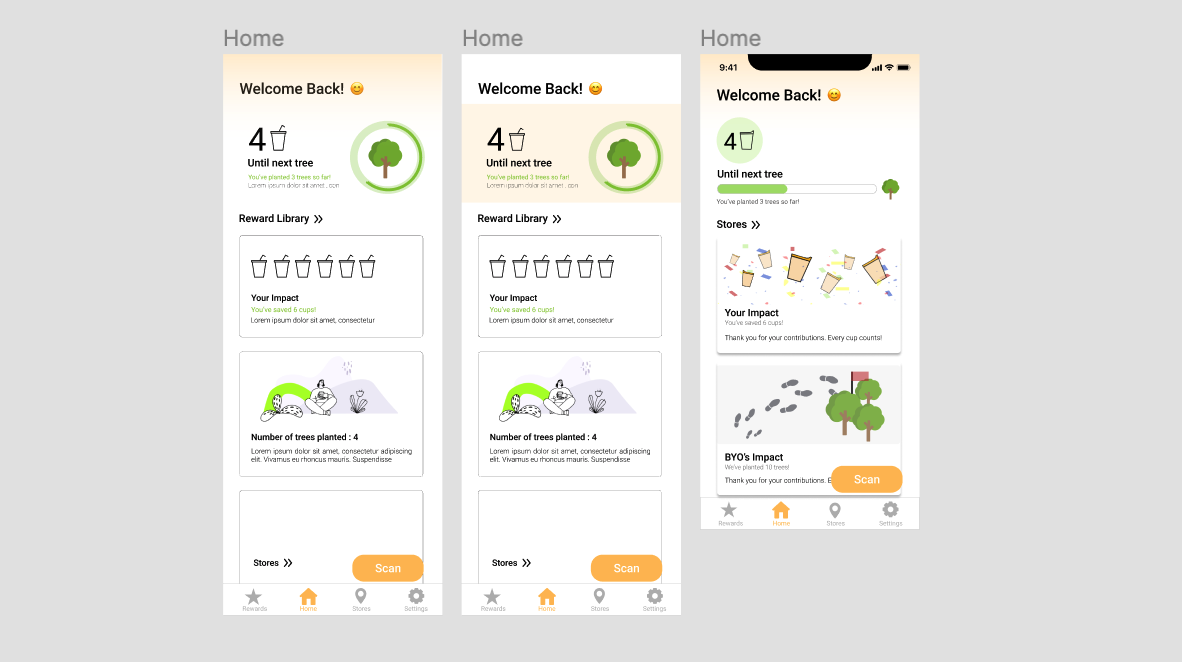 Home
Welcome Back! 😊
4
Until next tree
You've planted 3 trees so far!
Lorem ipsum dolor sit amet, con
Reward Library
Your Impact
You've saved 6 cups!
Lorem ipsum dolor sit amet, consectetur
Number of trees planted : 4
Lorem ipsum dolor sit amet, consectetur adipiscing
elit. Vivamus eu rhoncus mauris. Suspendisse
Stores
Scan
Rewards
Home
Stores
Settings
Home
Welcome Back! 😊
4
Until next tree
You've planted 3 trees so far!
Lorem ipsum dolor sit amet, con
Reward Library
Your Impact
You've saved 6 cups!
Lorem ipsum dolor sit amet, consectetur
Number of trees planted : 4
Lorem ipsum dolor sit amet, consectetur adipiscing
elit. Vivamus eu rhoncus mauris. Suspendisse
Stores
Scan
Rewards
Home
Stores
Settings
Home
9:41
Welcome Back! 😊
4
Until next tree
You've planted 3 trees so far!
Stores
Your Impact
You've saved 6 cups!
Thank you for your contributions. Every cup counts!
BYO's Impact
We've planted 10 trees!
Thank you for your contributions. E
Scan
Rewards
Home
Stores
Settings